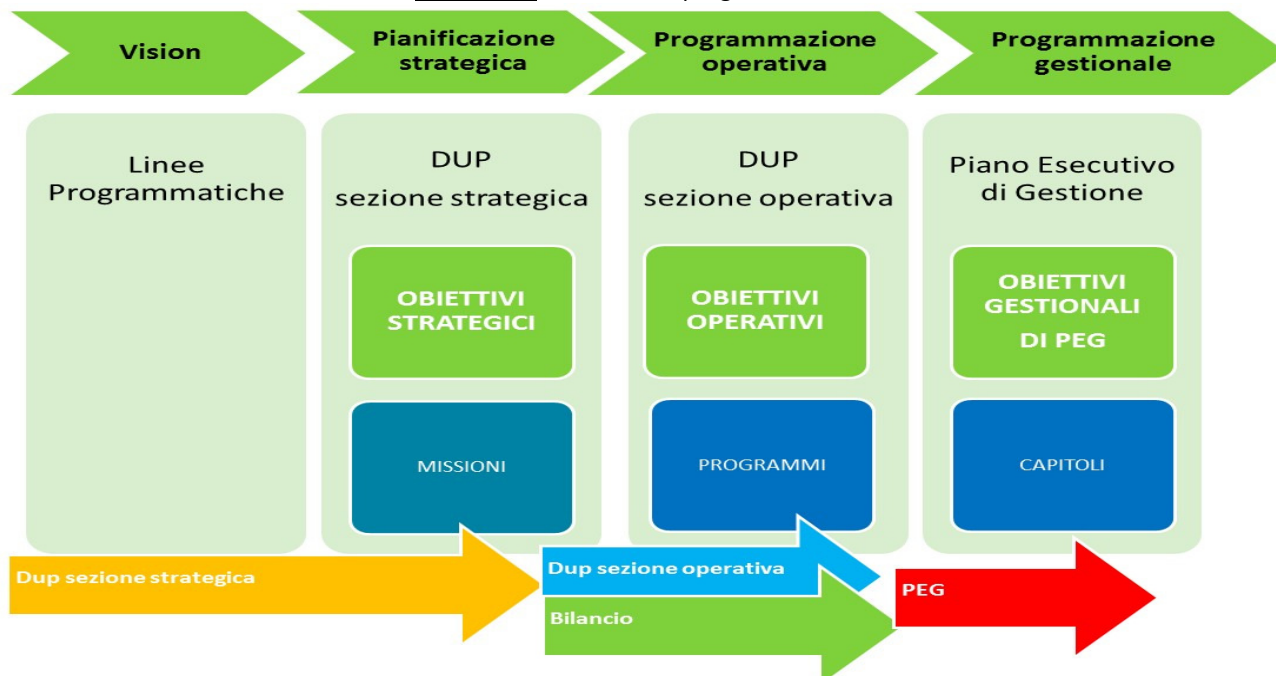 Vision
Pianificazione
strategica
Programmazione
operativa
Programmazione
gestionale
Linee
Programmatiche
DUP
sezione strategica
OBIETTIVI
STRATEGICI
MISSIONI
DUP
sezione operativa
OBIETTIVI
OPERATIVI
PROGRAMMI
Piano Esecutivo
di Gestione
OBIETTIVI
GESTIONALI
DI PEG
CAPITOLI
Dup sezione strategica
Dup sezione operativa
Bilancio
PEG